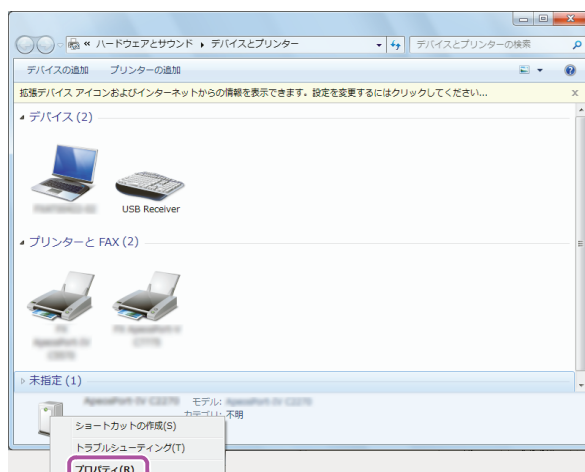 « ハードウェアとサウンド ▸ デバイスとプリンター
デバイスとプリンターの検索
デバイスの追加 プリンターの追加
拡張デバイス アイコンおよびインターネットからの情報を表示できます。設定を変更するにはクリックしてください...
デバイス (2)
USB Receiver
プリンターと FAX (2)
未指定 (1)
モデル:
カテゴリ: 不明
ショートカットの作成(S)
トラブルシューティング(T)
プロパティ(R)